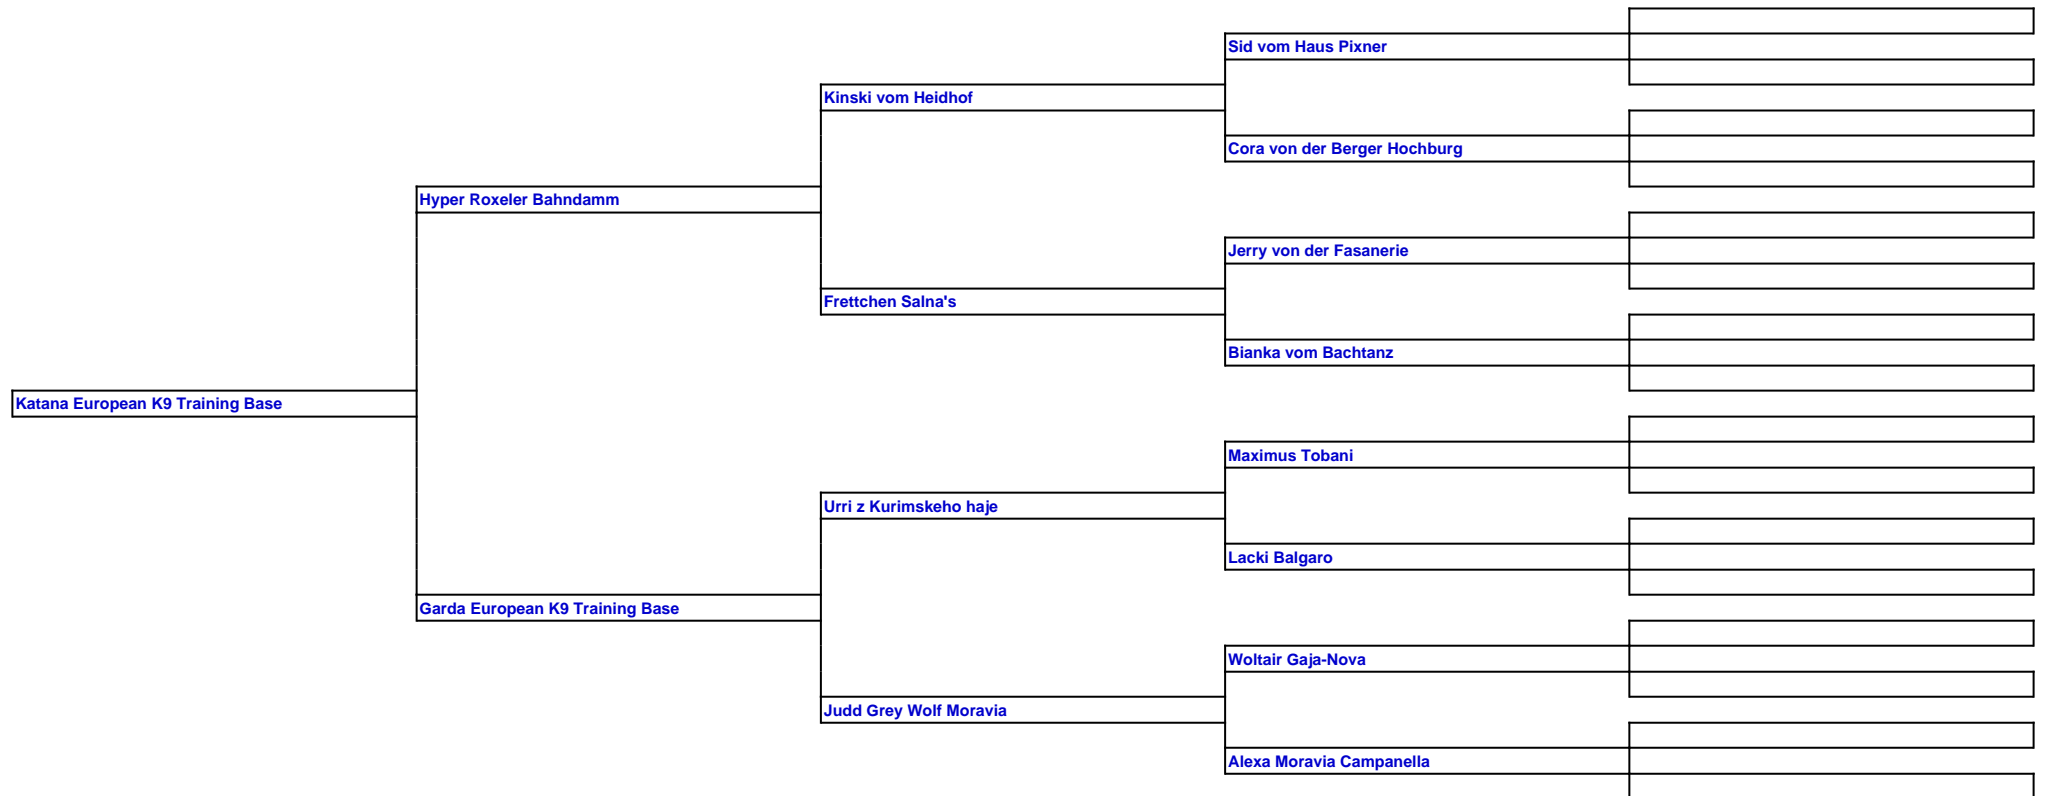 Sid vom Haus Pixner
Kinski vom Heidhof
Cora von der Berger Hochburg
Hyper Roxeler Bahndamm
Jerry von der Fasanerie
Frettchen Salna's
Bianka vom Bachtanz
Katana European K9 Training Base
Maximus Tobani
Urri z Kurimskeho haje
Lacki Balgaro
Garda European K9 Training Base
Woltair Gaja-Nova
Judd Grey Wolf Moravia
Alexa Moravia Campanella